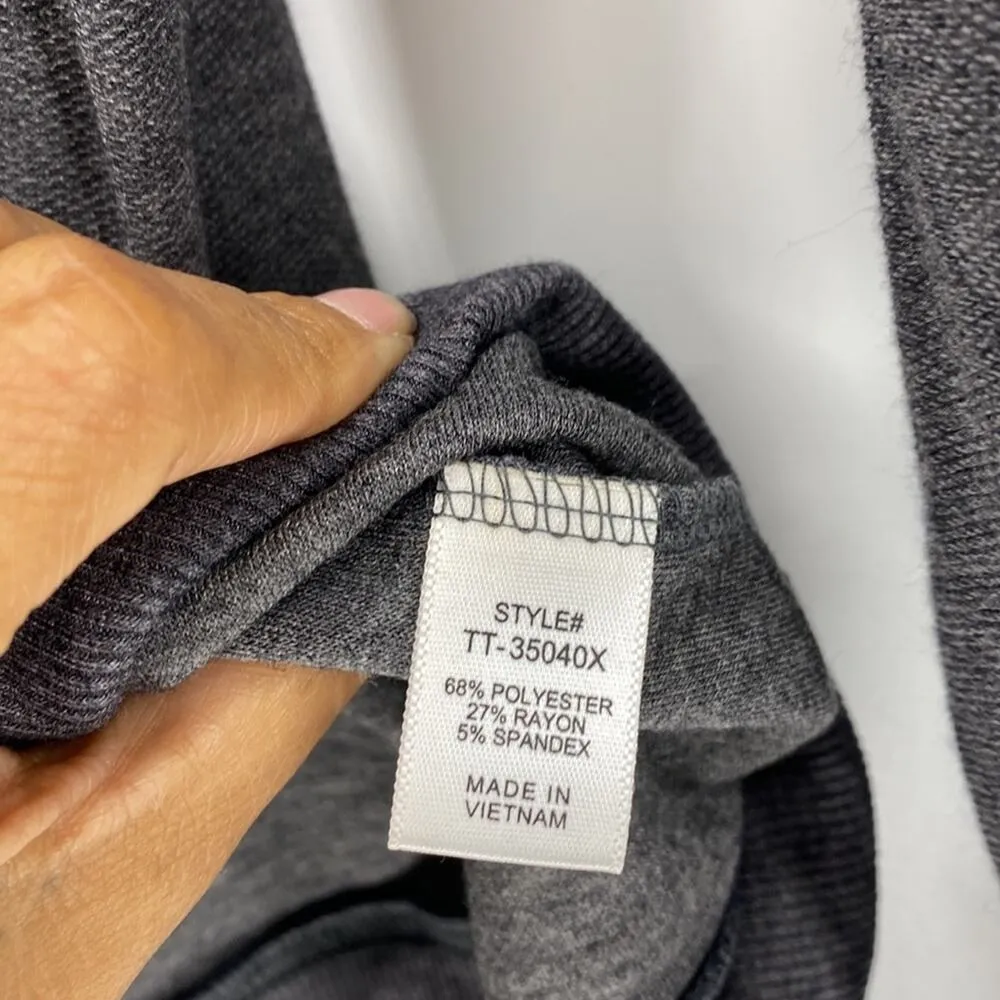 STYLE#
TT-35040X
68% POLYESTER
27% RAYON
5% SPANDEX
MADE IN
VIETNAM